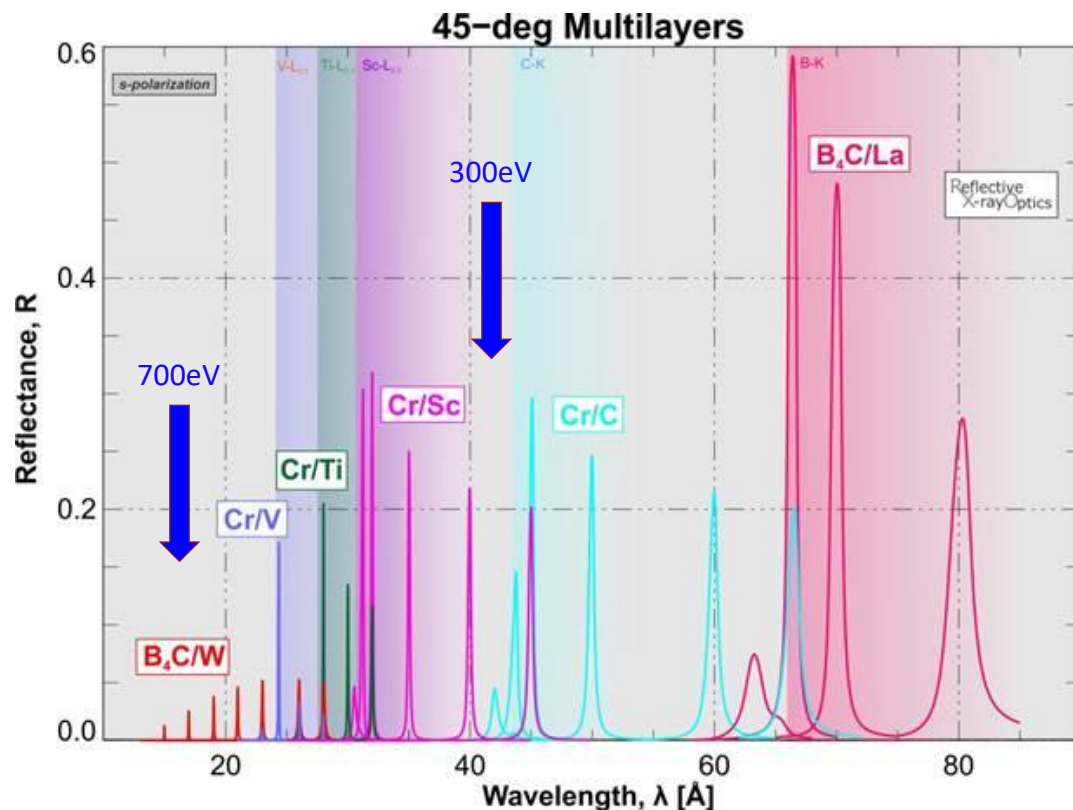 45-deg Multilayers
s-polarization
V-L₂,₃
Ti-L₂,₃
Sc-L₂,₃
C-K
B-K
0.6
0.4
0.2
0.0
Reflectance, R
700eV
300eV
B₄C/W
Cr/V
Cr/Ti
Cr/Sc
Cr/C
B₄C/La
Reflective
X-rayOptics
20 40 60 80
Wavelength, λ [Å]